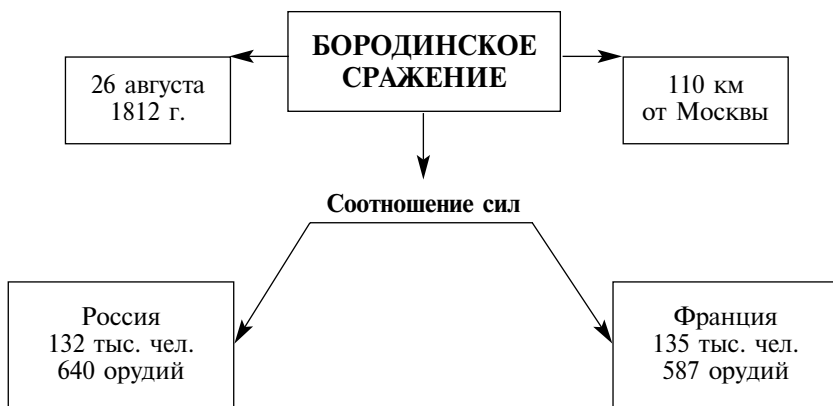 БОРОДИНСКОЕ
СРАЖЕНИЕ
26 августа
1812 г.
110 км
от Москвы
Соотношение сил
Россия
132 тыс. чел.
640 орудий
Франция
135 тыс. чел.
587 орудий